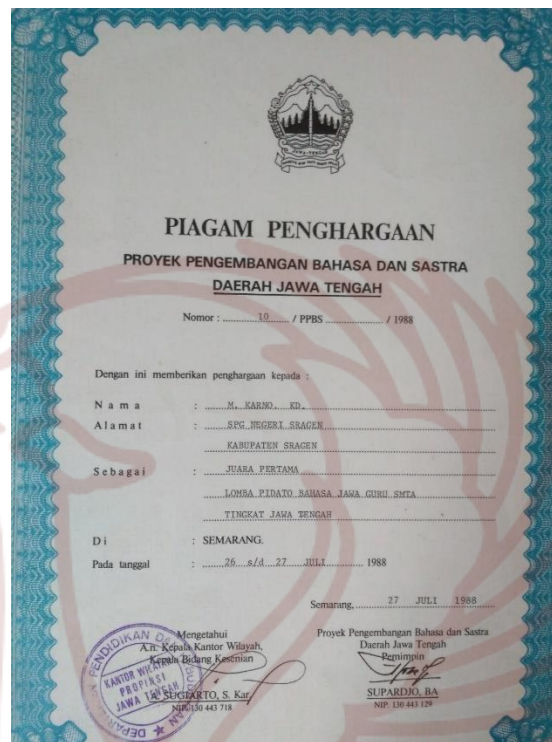 JAWA-TENGAH
PIAGAM PENGHARGAAN
PROYEK PENGEMBANGAN BAHASA DAN SASTRA
DAERAH JAWA TENGAH
Nomor : 10 / PPBS / 1988
Dengan ini memberikan penghargaan kepada :
Nama : M. KARNO. KD.
Alamat : SPG NEGERI SRAGEN
KABUPATEN SRAGEN
Sebagai : JUARA PERTAMA
LOMBA PIDATO BAHASA JAWA GURU SMTA
TINGKAT JAWA TENGAH
Di : SEMARANG.
Pada tanggal : 26 s/d 27 JULI 1988
Semarang, 27 JULI 1988
Mengetahui
A.n. Kepala Kantor Wilayah,
Kepala Bidang Kesenian
SUGIARTO, S. Kar
NIP. 130 443 718
Proyek Pengembangan Bahasa dan Sastra
Daerah Jawa Tengah
Pemimpin
SUPARDJO, BA
NIP. 130 443 129
KANTOR WILAYAH
PROPINSI
JAWA TENGAH